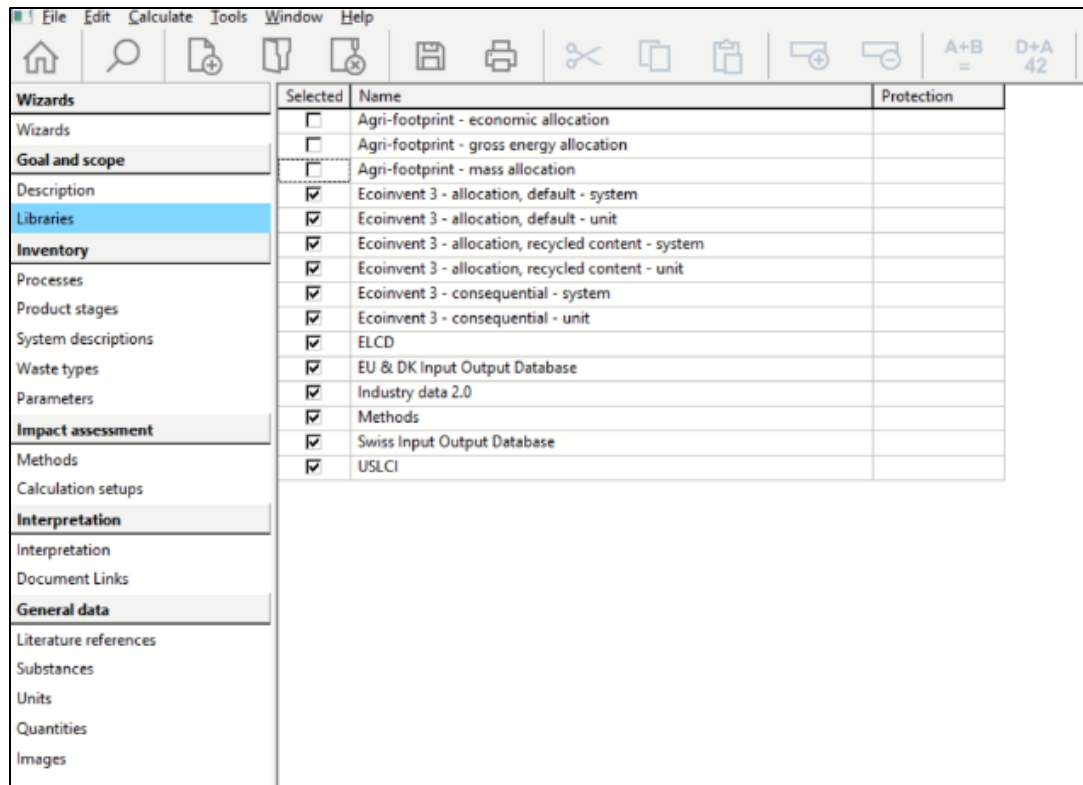 File Edit Calculate Tools Window Help
A+B
=
D+A
42
Wizards
Wizards
Goal and scope
Description
Libraries
Inventory
Processes
Product stages
System descriptions
Waste types
Parameters
Impact assessment
Methods
Calculation setups
Interpretation
Interpretation
Document Links
General data
Literature references
Substances
Units
Quantities
Images
Selected Name Protection
Agri-footprint - economic allocation
Agri-footprint - gross energy allocation
Agri-footprint - mass allocation
Ecoinvent 3 - allocation, default - system
Ecoinvent 3 - allocation, default - unit
Ecoinvent 3 - allocation, recycled content - system
Ecoinvent 3 - allocation, recycled content - unit
Ecoinvent 3 - consequential - system
Ecoinvent 3 - consequential - unit
ELCD
EU & DK Input Output Database
Industry data 2.0
Methods
Swiss Input Output Database
USLCI